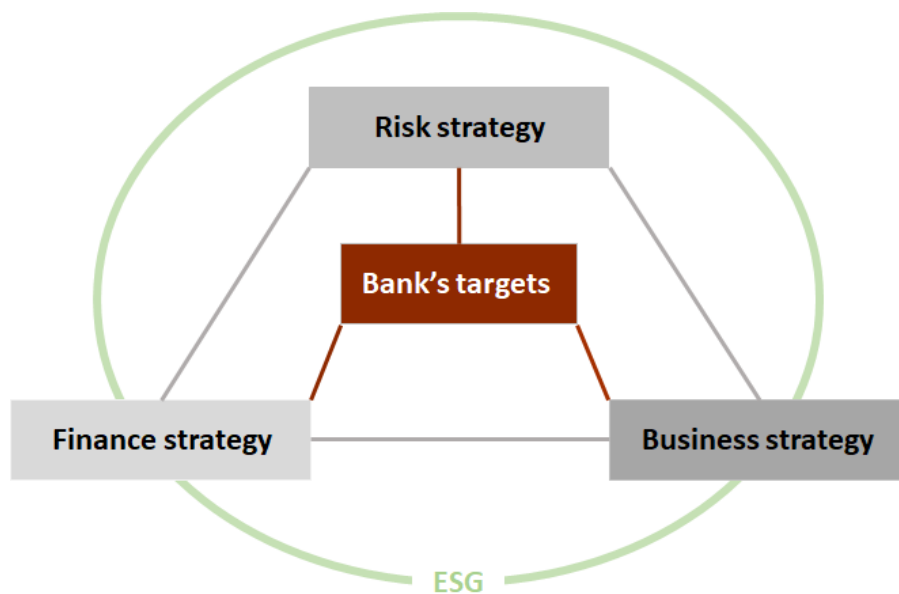 Risk strategy
Bank’s targets
Finance strategy
Business strategy
ESG